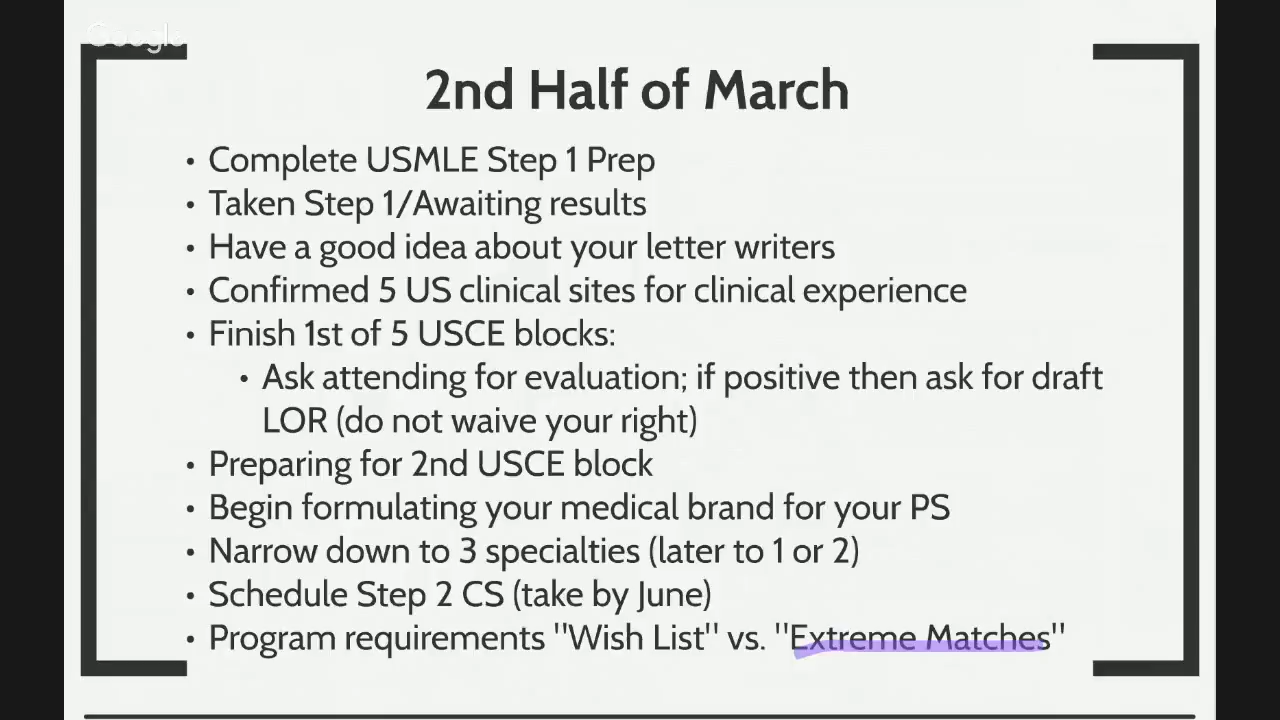 Google
2nd Half of March
• Complete USMLE Step 1 Prep
• Taken Step 1/Awaiting results
• Have a good idea about your letter writers
• Confirmed 5 US clinical sites for clinical experience
• Finish 1st of 5 USCE blocks:
• Ask attending for evaluation; if positive then ask for draft
LOR (do not waive your right)
• Preparing for 2nd USCE block
• Begin formulating your medical brand for your PS
• Narrow down to 3 specialties (later to 1 or 2)
• Schedule Step 2 CS (take by June)
• Program requirements "Wish List" vs. "Extreme Matches"